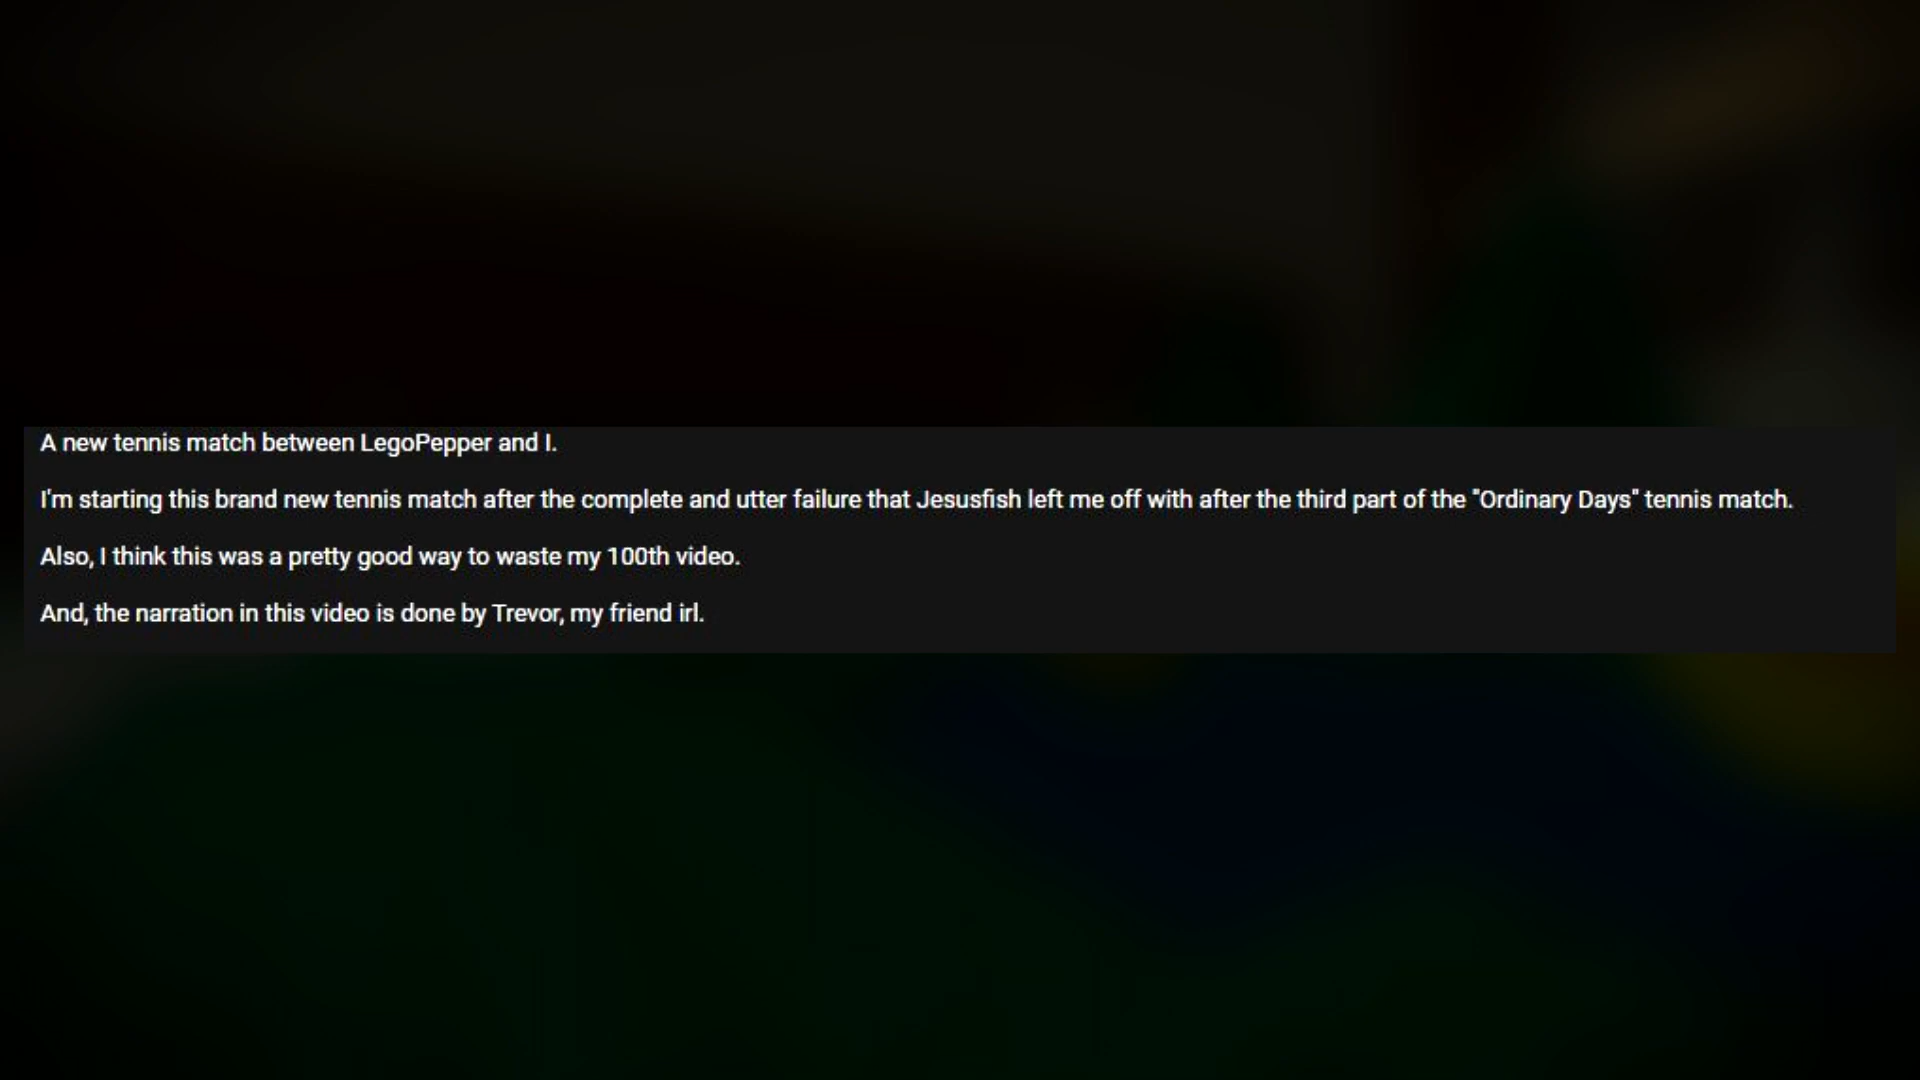 A new tennis match between LegoPepper and I.
I'm starting this brand new tennis match after the complete and utter failure that Jesusfish left me off with after the third part of the "Ordinary Days" tennis match.
Also, I think this was a pretty good way to waste my 100th video.
And, the narration in this video is done by Trevor, my friend irl.